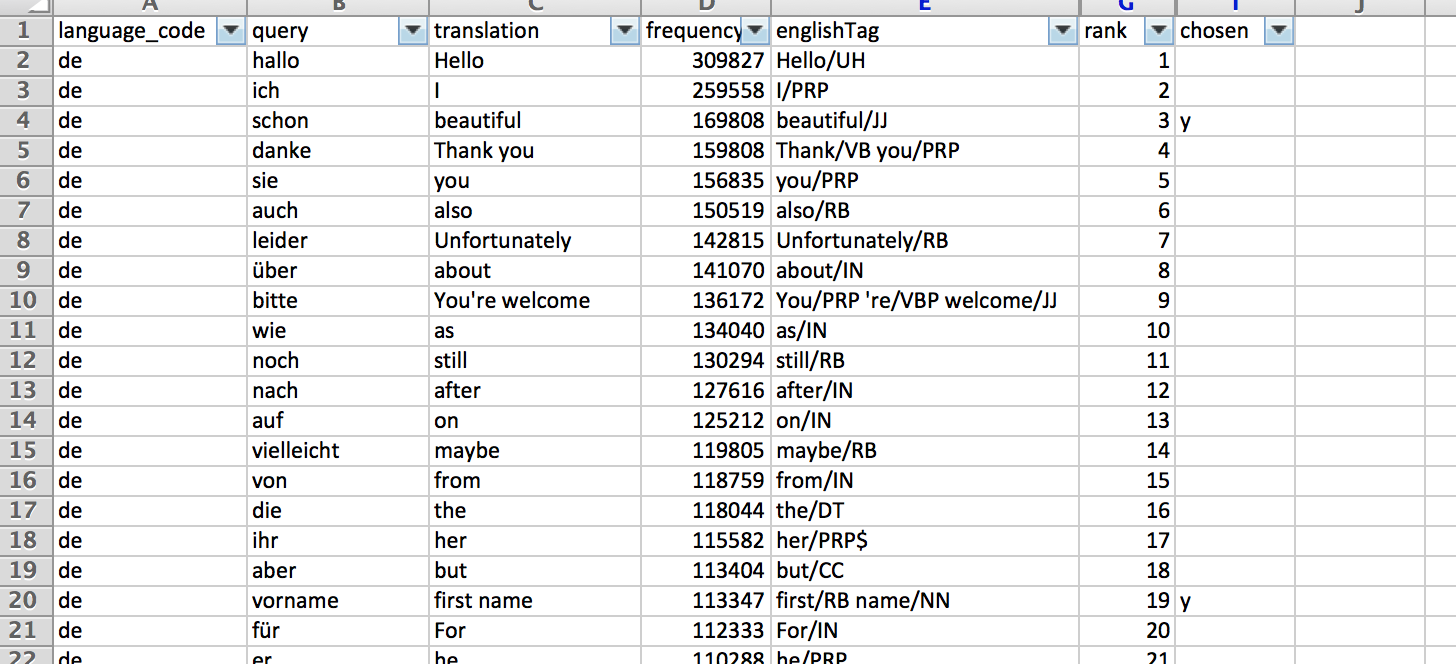 A B C D E G I J
1 language_code query translation frequency englishTag rank chosen
2 de hallo Hello 309827 Hello/UH 1
3 de ich I 259558 I/PRP 2
4 de schon beautiful 169808 beautiful/JJ 3 y
5 de danke Thank you 159808 Thank/VB you/PRP 4
6 de sie you 156835 you/PRP 5
7 de auch also 150519 also/RB 6
8 de leider Unfortunately 142815 Unfortunately/RB 7
9 de über about 141070 about/IN 8
10 de bitte You're welcome 136172 You/PRP 're/VBP welcome/JJ 9
11 de wie as 134040 as/IN 10
12 de noch still 130294 still/RB 11
13 de nach after 127616 after/IN 12
14 de auf on 125212 on/IN 13
15 de vielleicht maybe 119805 maybe/RB 14
16 de von from 118759 from/IN 15
17 de die the 118044 the/DT 16
18 de ihr her 115582 her/PRP$ 17
19 de aber but 113404 but/CC 18
20 de vorname first name 113347 first/RB name/NN 19 y
21 de für For 112333 For/IN 20
22 de er he 110288 he/PRP 21